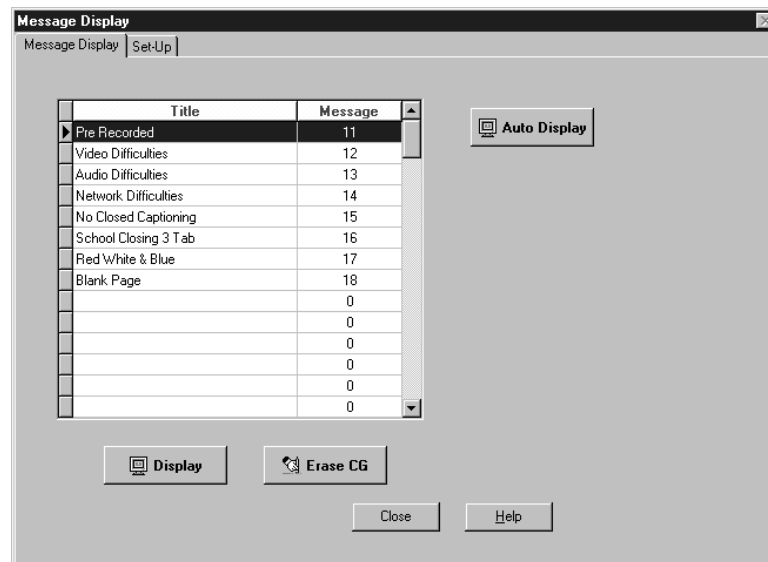 Message Display
Message Display Set-Up
Title Message
Pre Recorded 11
Video Difficulties 12
Audio Difficulties 13
Network Difficulties 14
No Closed Captioning 15
School Closing 3 Tab 16
Red White & Blue 17
Blank Page 18
0
0
0
0
0
0
Auto Display
Display Erase CG
Close Help